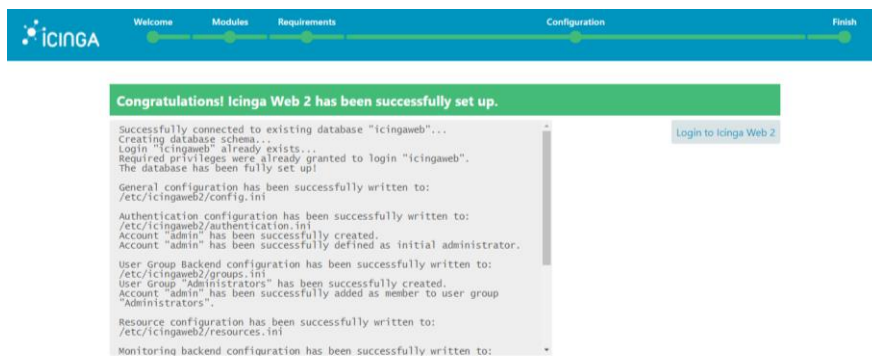 Welcome Modules Requirements Configuration Finish
icinga
Congratulations! Icinga Web 2 has been successfully set up.
Login to Icinga Web 2
Successfully connected to existing database "icingaweb"...
Creating database schema...
Login "icingaweb" already exists...
Required privileges were already granted to login "icingaweb".
The database has been fully set up!
General configuration has been successfully written to:
/etc/icingaweb2/config.ini
Authentication configuration has been successfully written to:
/etc/icingaweb2/authentication.ini
Account "admin" has been successfully created.
Account "admin" has been successfully defined as initial administrator.
User Group Backend configuration has been successfully written to:
/etc/icingaweb2/groups.ini
User Group "Administrators" has been successfully created.
Account "admin" has been successfully added as member to user group
"Administrators".
Resource configuration has been successfully written to:
/etc/icingaweb2/resources.ini
Monitoring backend configuration has been successfully written to: